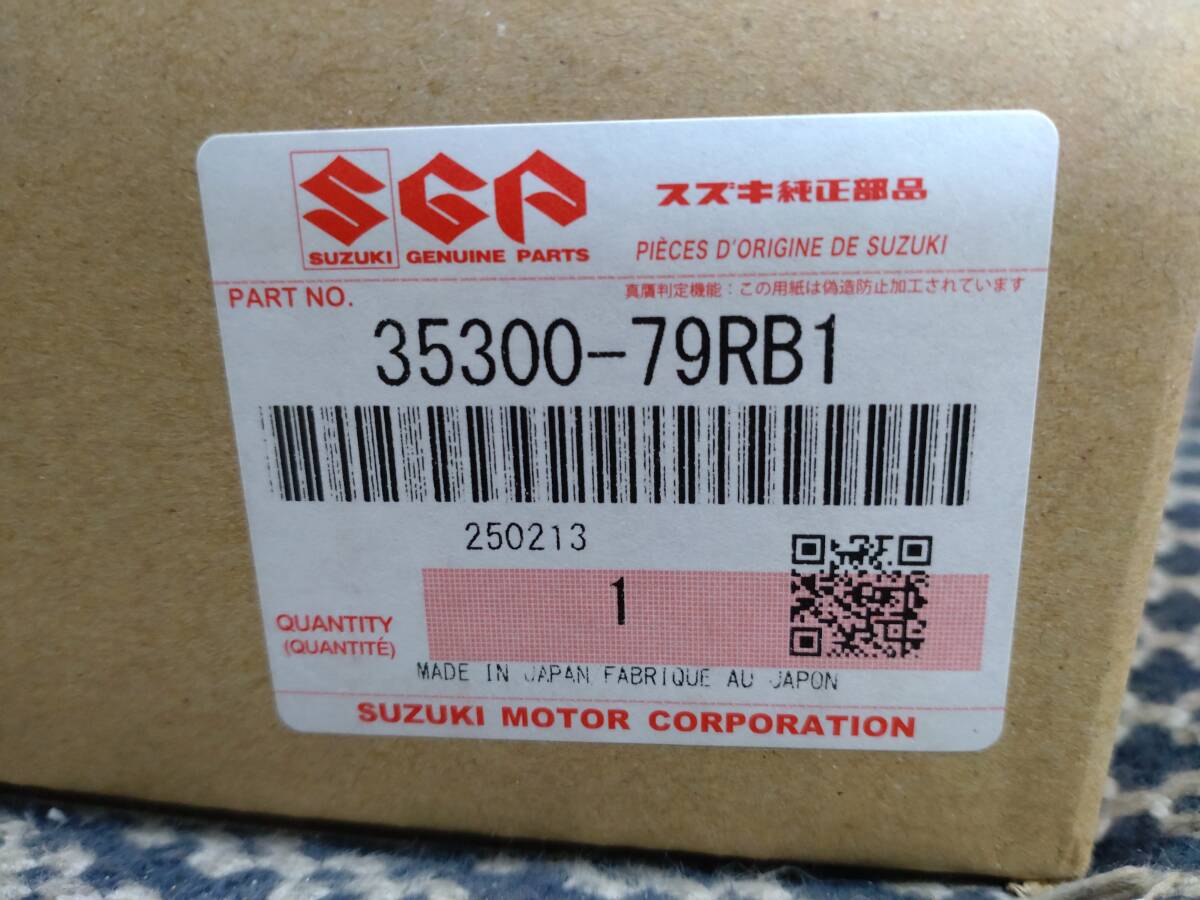 SGP
SUZUKI GENUINE PARTS
スズキ純正部品
PIÈCES D'ORIGINE DE SUZUKI
PART NO.
真贋判定機能：この用紙は偽造防止加工されています
35300-79RB1
250213
1
QUANTITY
(QUANTITÉ)
MADE IN JAPAN FABRIQUE AU JAPON
SUZUKI MOTOR CORPORATION